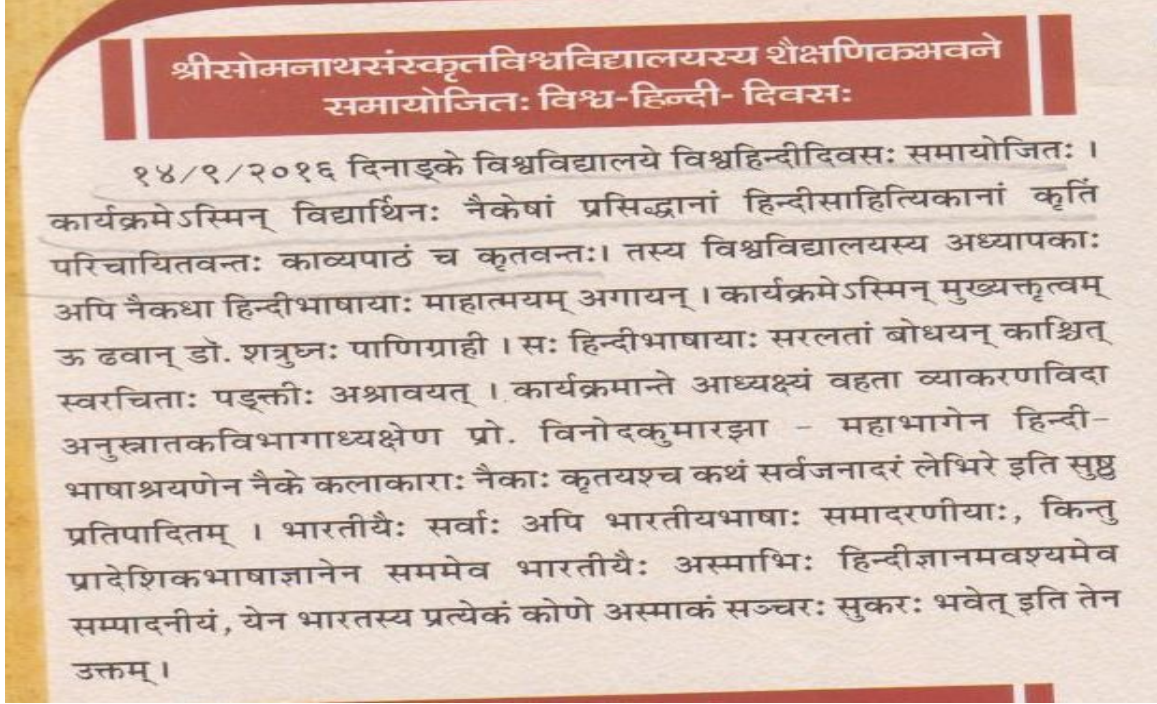 श्रीसोमनाथसंस्कृतविश्वविद्यालयस्य शैक्षणिकभवने
समायोजितः विश्व-हिन्दी- दिवसः
१४/९/२०१६ दिनाङ्के विश्वविद्यालये विश्वहिन्दीदिवसः समायोजितः ।
कार्यक्रमेऽस्मिन् विद्यार्थिनः नैकेषां प्रसिद्धानां हिन्दीसाहित्यिकानां कृतिं
परिचायितवन्तः काव्यपाठं च कृतवन्तः। तस्य विश्वविद्यालयस्य अध्यापकाः
अपि नैकधा हिन्दीभाषायाः माहात्मयम् अगायन् । कार्यक्रमेऽस्मिन् मुख्यक्तृत्वम्
ऊ ढवान् डॉ. शत्रुघ्नः पाणिग्राही । सः हिन्दीभाषायाः सरलतां बोधयन् काश्चित्
स्वरचिताः पङ्क्तीः अश्रावयत् । कार्यक्रमान्ते आध्यक्ष्यं वहता व्याकरणविदा
अनुस्नातकविभागाध्यक्षेण प्रो. विनोदकुमारझा - महाभागेन हिन्दी-
भाषाश्रयणेन नैके कलाकाराः नैकाः कृतयश्च कथं सर्वजनादरं लेभिरे इति सुष्ठु
प्रतिपादितम् । भारतीयैः सर्वाः अपि भारतीयभाषाः समादरणीयाः, किन्तु
प्रादेशिकभाषाज्ञानेन सममेव भारतीयैः अस्माभिः हिन्दीज्ञानमवश्यमेव
सम्पादनीयं, येन भारतस्य प्रत्येकं कोणे अस्माकं सञ्चरः सुकरः भवेत् इति तेन
उक्तम् ।